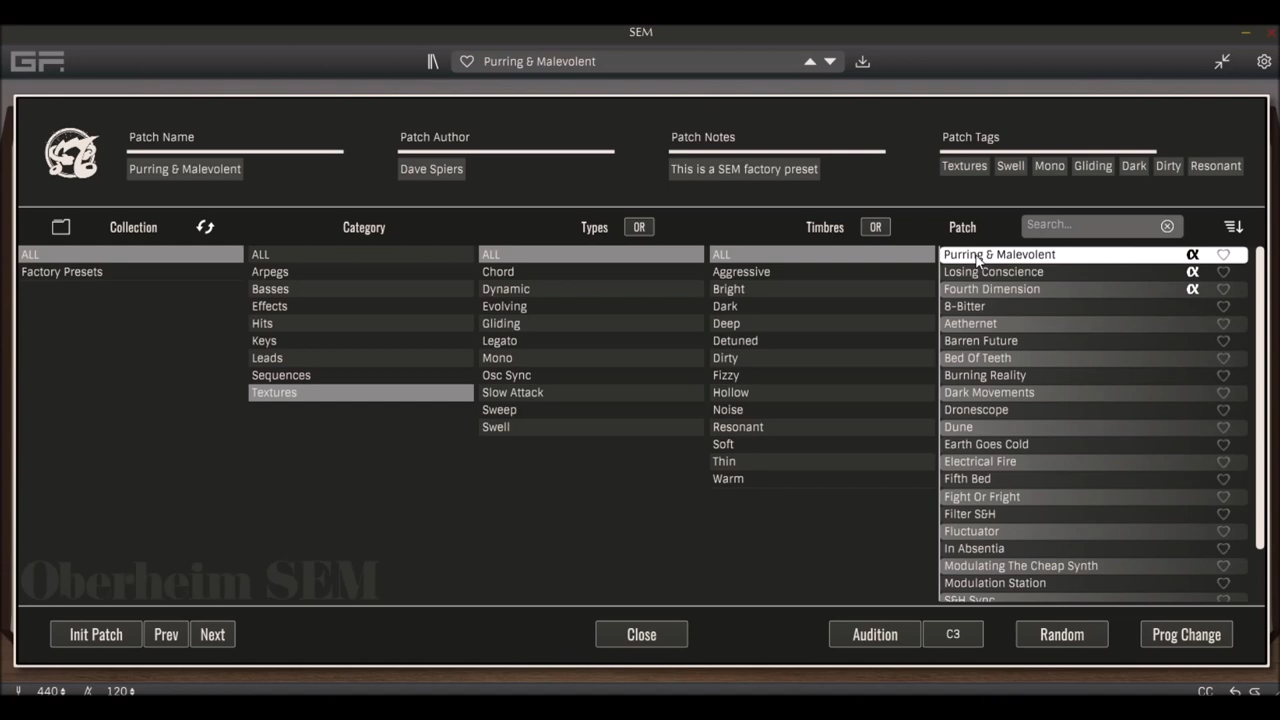 SEM
GF.
Purring & Malevolent
Patch Name
Patch Author
Patch Notes
Patch Tags
Purring & Malevolent
Dave Spiers
This is a SEM factory preset
Textures Swell Mono Gliding Dark Dirty Resonant
Collection
Category
Types OR
Timbres OR
Patch
Search...
ALL
Factory Presets
ALL
Arpegs
Basses
Effects
Hits
Keys
Leads
Sequences
Textures
ALL
Chord
Dynamic
Evolving
Gliding
Legato
Mono
Osc Sync
Slow Attack
Sweep
Swell
ALL
Aggressive
Bright
Dark
Deep
Detuned
Dirty
Fizzy
Hollow
Noise
Resonant
Soft
Thin
Warm
Purring & Malevolent α
Losing Conscience α
Fourth Dimension α
8-Bitter
Aethernet
Barren Future
Bed Of Teeth
Burning Reality
Dark Movements
Dronescope
Dune
Earth Goes Cold
Electrical Fire
Fifth Bed
Fight Or Fright
Filter S&H
Fluctuator
In Absentia
Modulating The Cheap Synth
Modulation Station
S&H Sync
Oberheim SEM
Init Patch
Prev
Next
Close
Audition
C3
Random
Prog Change
440
120
CC